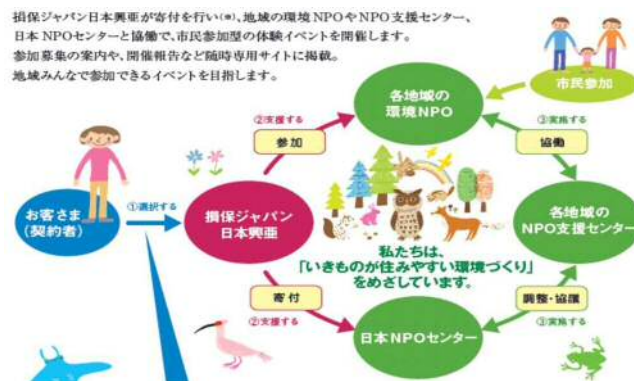 損保ジャパン日本興亜が寄付を行い(※)、地域の環境NPOやNPO支援センター、
日本NPOセンターと協働で、市民参加型の体験イベントを開催します。
参加募集の案内や、開催報告など随時専用サイトに掲載。
地域みんなで参加できるイベントを目指します。
市民参加
各地域の
環境NPO
②支援する
参加
③実施する
協働
お客さま
(契約者)
①選択する
損保ジャパン
日本興亜
各地域の
NPO支援センター
私たちは、
「いきものが住みやすい環境づくり」
をめざしています。
寄付
②支援する
調整・協議
③実施する
日本NPOセンター